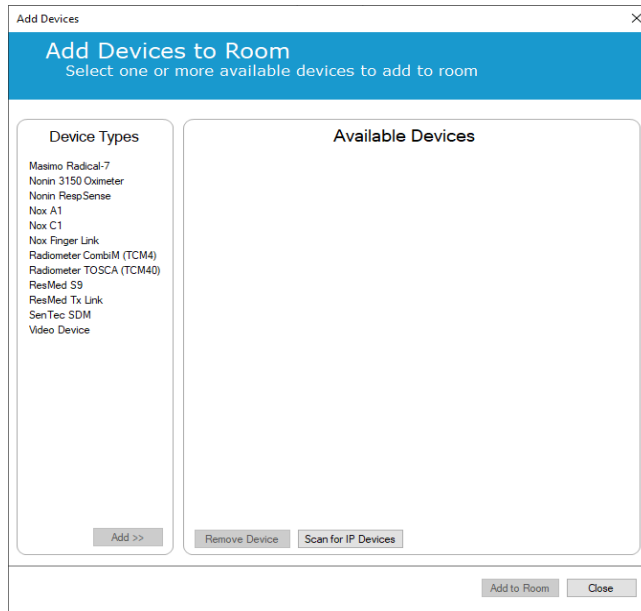 Add Devices
Add Devices to Room
Select one or more available devices to add to room
Device Types
Masimo Radical-7
Nonin 3150 Oximeter
Nonin RespSense
Nox A1
Nox C1
Nox Finger Link
Radiometer CombiM (TCM4)
Radiometer TOSCA (TCM40)
ResMed S9
ResMed Tx Link
SenTec SDM
Video Device
Add >>
Available Devices
Remove Device
Scan for IP Devices
Add to Room
Close